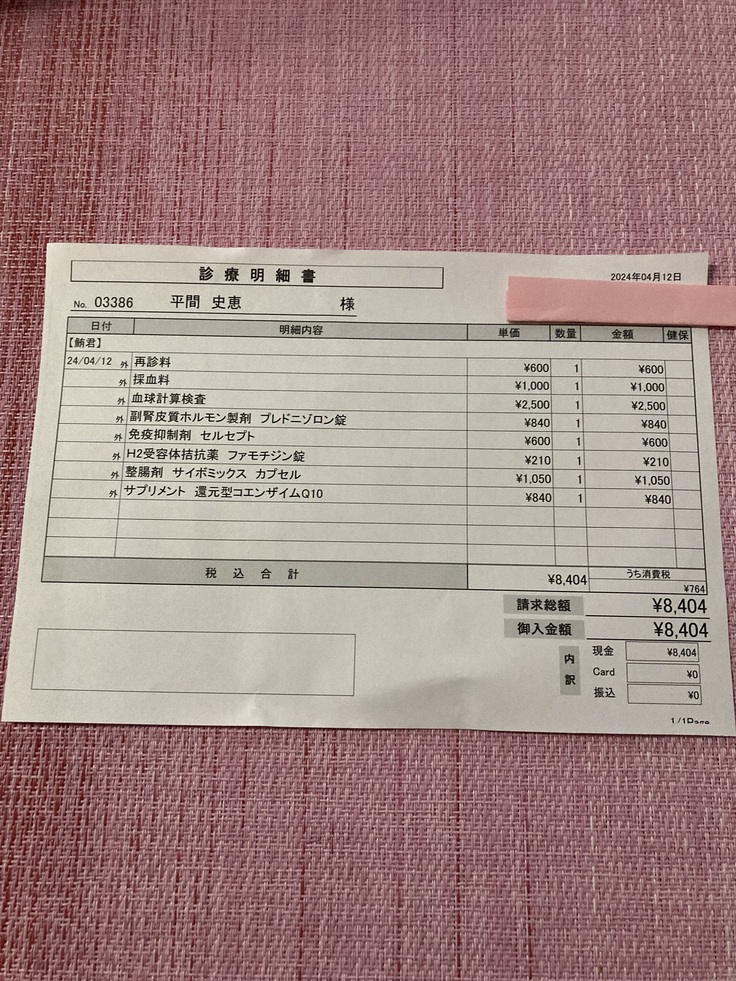 診療明細書
2024年04月12日
No. 03386 平間 史恵 様
日付 明細内容 単価 数量 金額 健保
【鮪君】
24/04/12 外 再診料 ¥600 1 ¥600
外 採血料 ¥1,000 1 ¥1,000
外 血球計算検査 ¥2,500 1 ¥2,500
外 副腎皮質ホルモン製剤 プレドニゾロン錠 ¥840 1 ¥840
外 免疫抑制剤 セルセプト ¥600 1 ¥600
外 H2受容体拮抗薬 ファモチジン錠 ¥210 1 ¥210
外 整腸剤 サイボミックス カプセル ¥1,050 1 ¥1,050
外 サプリメント 還元型コエンザイムQ10 ¥840 1 ¥840
税込合計 ¥8,404 うち消費税
¥764
請求総額 ¥8,404
御入金額 ¥8,404
内訳 現金 ¥8,404
Card ¥0
振込 ¥0
1/1Page